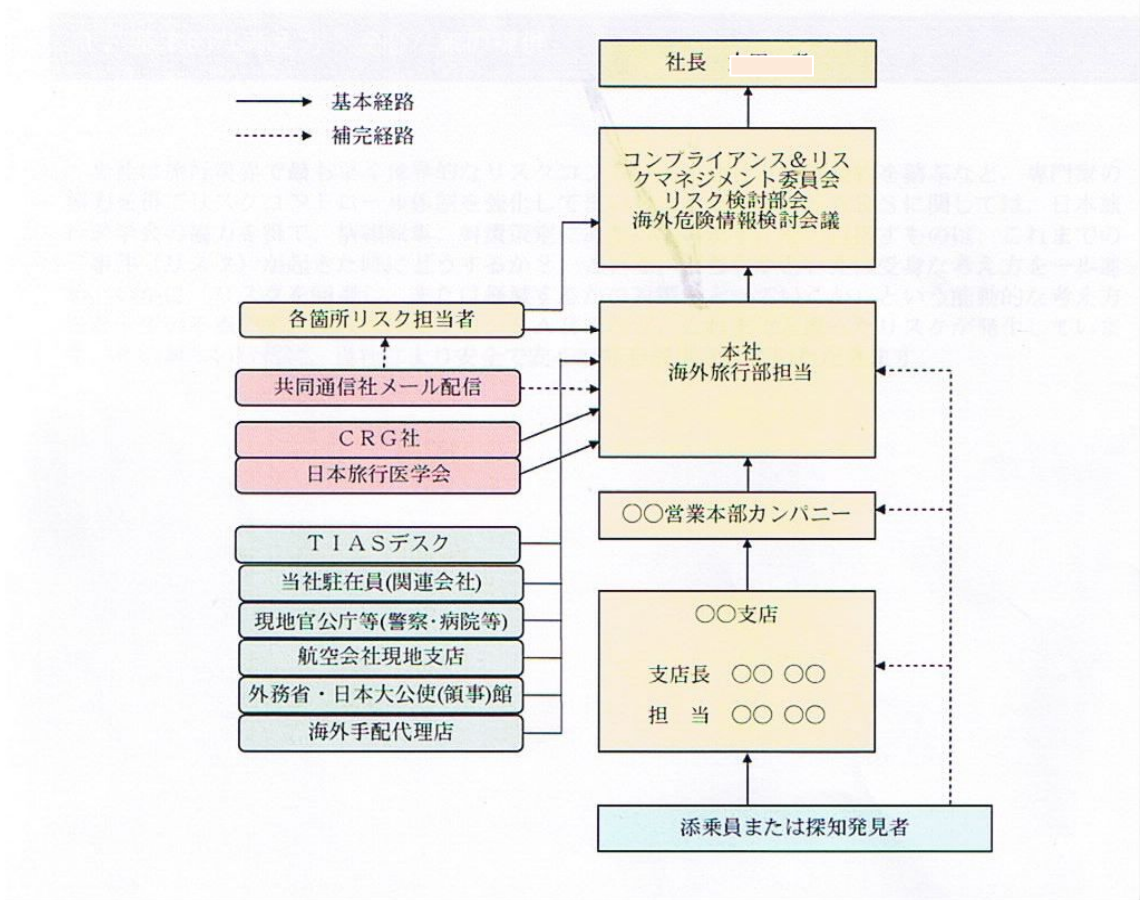 社長
基本経路
補完経路
コンプライアンス&リス
クマネジメント委員会
リスク検討部会
海外危険情報検討会議
各箇所リスク担当者
共同通信社メール配信
CRG社
日本旅行医学会
本社
海外旅行部担当
〇〇営業本部カンパニー
TIASデスク
当社駐在員(関連会社)
現地官公庁等(警察・病院等)
航空会社現地支店
外務省・日本大公使(領事)館
海外手配代理店
〇〇支店
支店長 〇〇 〇〇
担 当 〇〇 〇〇
添乗員または探知発見者